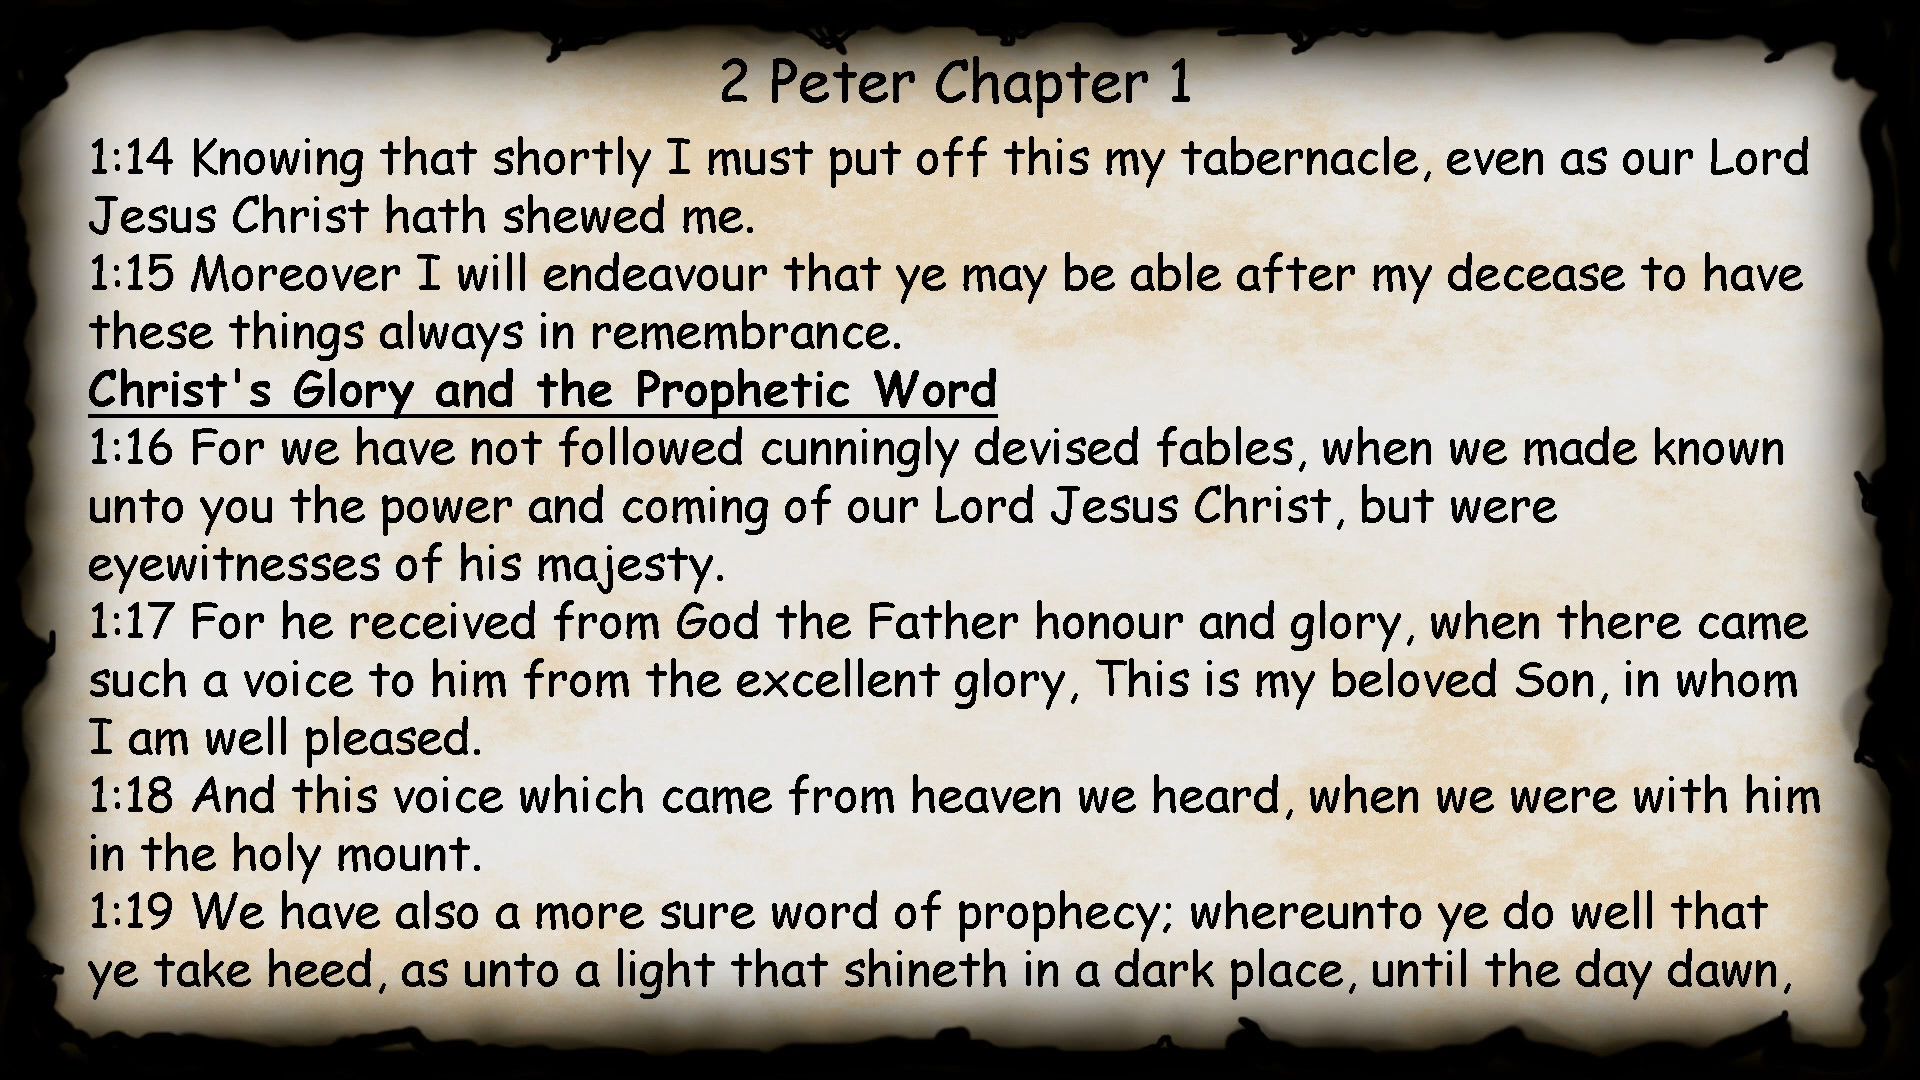 2 Peter Chapter 1
1:14 Knowing that shortly I must put off this my tabernacle, even as our Lord
Jesus Christ hath shewed me.
1:15 Moreover I will endeavour that ye may be able after my decease to have
these things always in remembrance.
Christ's Glory and the Prophetic Word
1:16 For we have not followed cunningly devised fables, when we made known
unto you the power and coming of our Lord Jesus Christ, but were
eyewitnesses of his majesty.
1:17 For he received from God the Father honour and glory, when there came
such a voice to him from the excellent glory, This is my beloved Son, in whom
I am well pleased.
1:18 And this voice which came from heaven we heard, when we were with him
in the holy mount.
1:19 We have also a more sure word of prophecy; whereunto ye do well that
ye take heed, as unto a light that shineth in a dark place, until the day dawn,